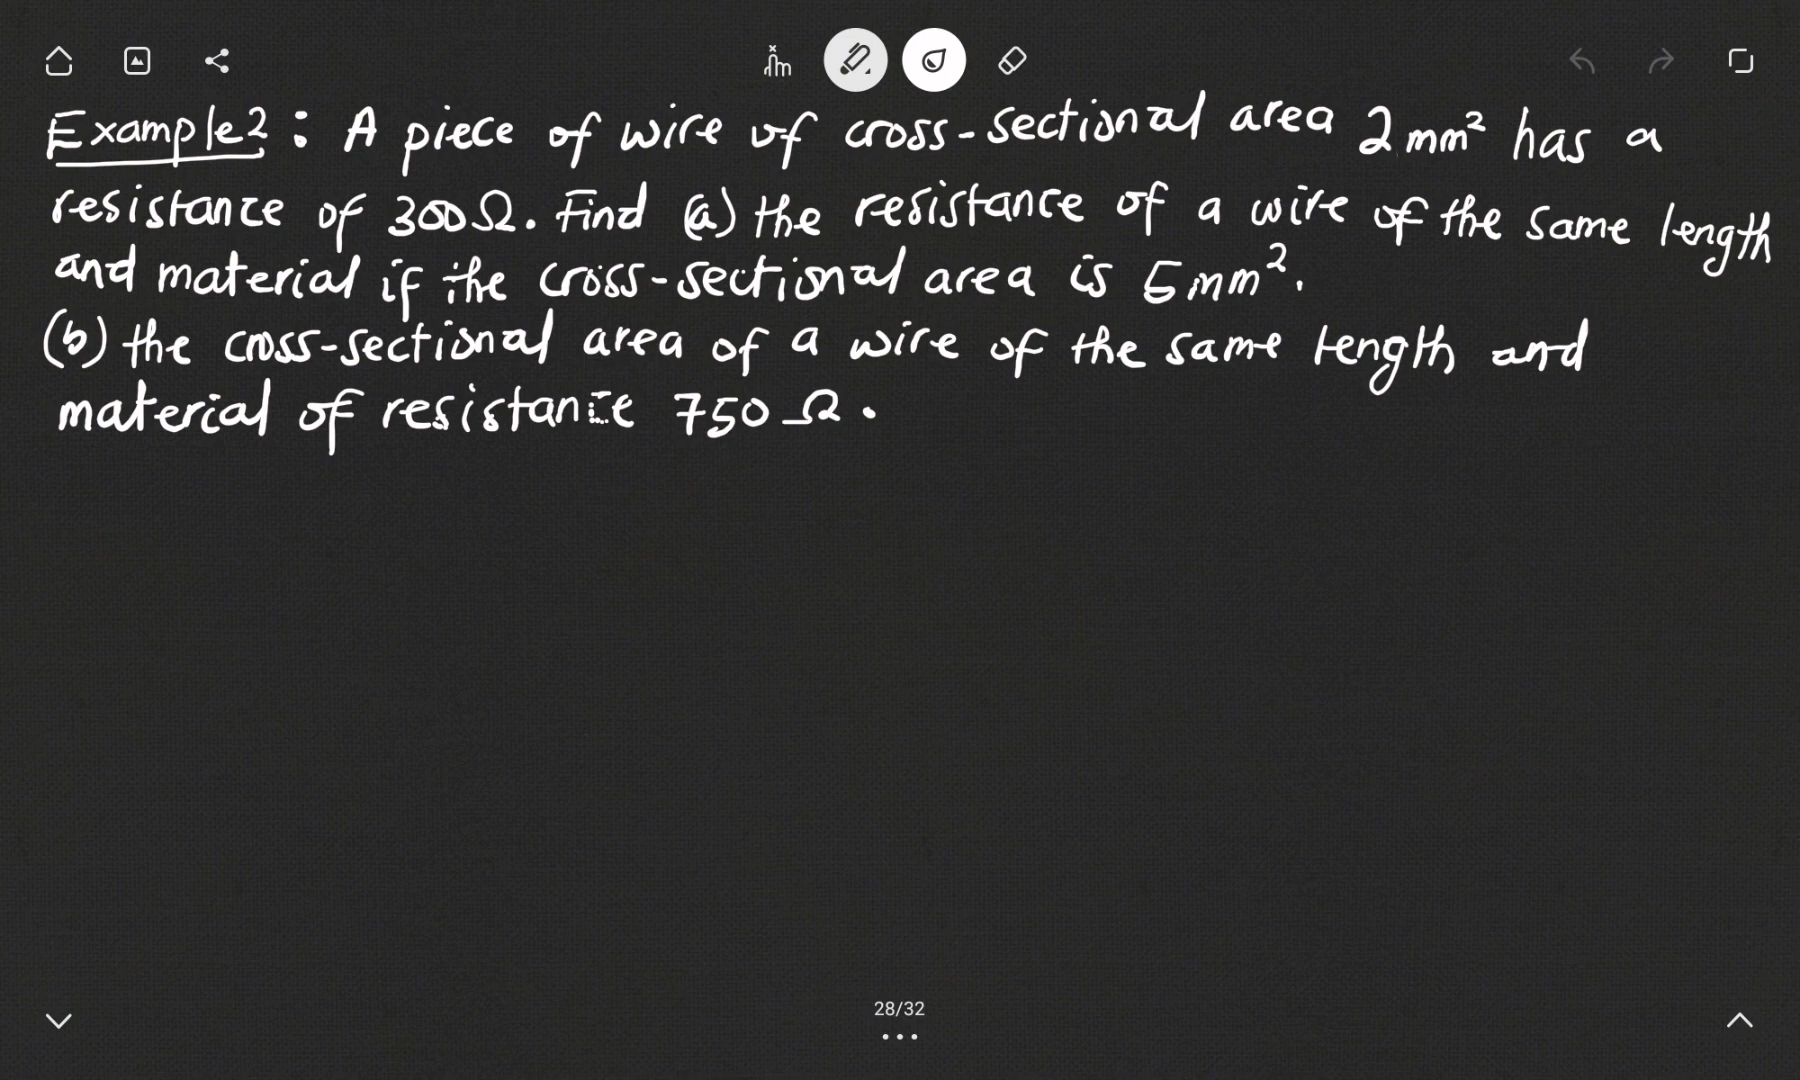 Example2 : A piece of wire of cross-sectional area 2mm² has a
resistance of 300Ω. Find (a) the resistance of a wire of the same length
and material if the cross-sectional area is 5mm².
(b) the cross-sectional area of a wire of the same length and
material of resistance 750Ω.
28/32